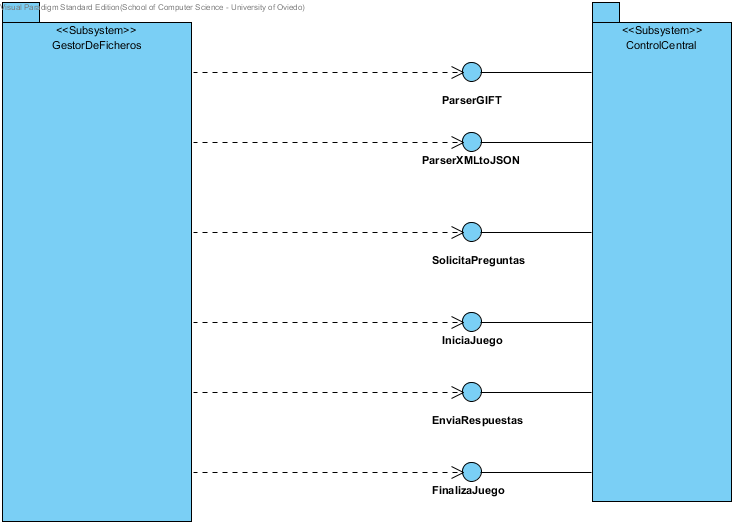 Visual Paradigm Standard Edition(School of Computer Science - University of Oviedo)
<<Subsystem>>
GestorDeFicheros
<<Subsystem>>
ControlCentral
ParserGIFT
ParserXMLtoJSON
SolicitaPreguntas
IniciaJuego
EnviaRespuestas
FinalizaJuego